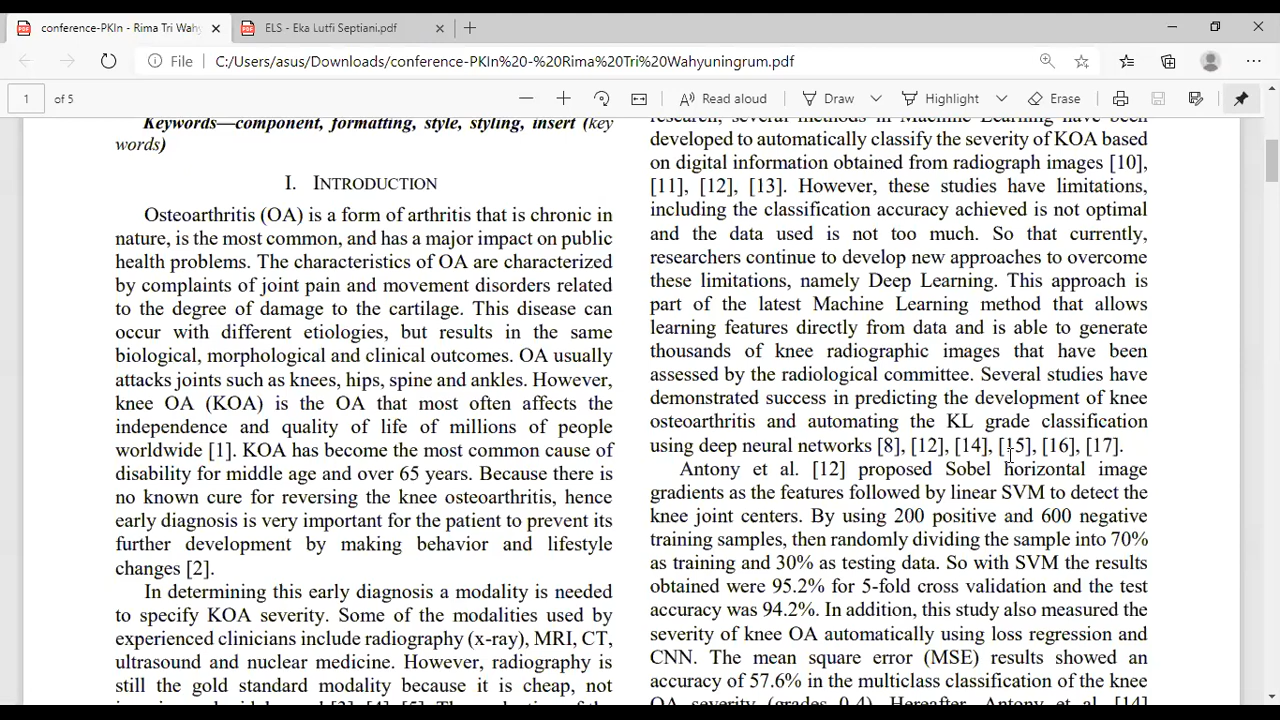 conference-PKIn - Rima Tri Wahy
ELS - Eka Lutfi Septiani.pdf
File
C:/Users/asus/Downloads/conference-PKIn%20-%20Rima%20Tri%20Wahyuningrum.pdf
1 of 5
Read aloud
Draw
Highlight
Erase
Keywords—component, formatting, style, styling, insert (key
words)
I. INTRODUCTION
Osteoarthritis (OA) is a form of arthritis that is chronic in
nature, is the most common, and has a major impact on public
health problems. The characteristics of OA are characterized
by complaints of joint pain and movement disorders related
to the degree of damage to the cartilage. This disease can
occur with different etiologies, but results in the same
biological, morphological and clinical outcomes. OA usually
attacks joints such as knees, hips, spine and ankles. However,
knee OA (KOA) is the OA that most often affects the
independence and quality of life of millions of people
worldwide [1]. KOA has become the most common cause of
disability for middle age and over 65 years. Because there is
no known cure for reversing the knee osteoarthritis, hence
early diagnosis is very important for the patient to prevent its
further development by making behavior and lifestyle
changes [2].
In determining this early diagnosis a modality is needed
to specify KOA severity. Some of the modalities used by
experienced clinicians include radiography (x-ray), MRI, CT,
ultrasound and nuclear medicine. However, radiography is
still the gold standard modality because it is cheap, not
research, several methods in Machine Learning have been
developed to automatically classify the severity of KOA based
on digital information obtained from radiograph images [10],
[11], [12], [13]. However, these studies have limitations,
including the classification accuracy achieved is not optimal
and the data used is not too much. So that currently,
researchers continue to develop new approaches to overcome
these limitations, namely Deep Learning. This approach is
part of the latest Machine Learning method that allows
learning features directly from data and is able to generate
thousands of knee radiographic images that have been
assessed by the radiological committee. Several studies have
demonstrated success in predicting the development of knee
osteoarthritis and automating the KL grade classification
using deep neural networks [8], [12], [14], [15], [16], [17].
Antony et al. [12] proposed Sobel horizontal image
gradients as the features followed by linear SVM to detect the
knee joint centers. By using 200 positive and 600 negative
training samples, then randomly dividing the sample into 70%
as training and 30% as testing data. So with SVM the results
obtained were 95.2% for 5-fold cross validation and the test
accuracy was 94.2%. In addition, this study also measured the
severity of knee OA automatically using loss regression and
CNN. The mean square error (MSE) results showed an
accuracy of 57.6% in the multiclass classification of the knee
OA severity (grades 0-4). Hereafter, Antony et al. [14]